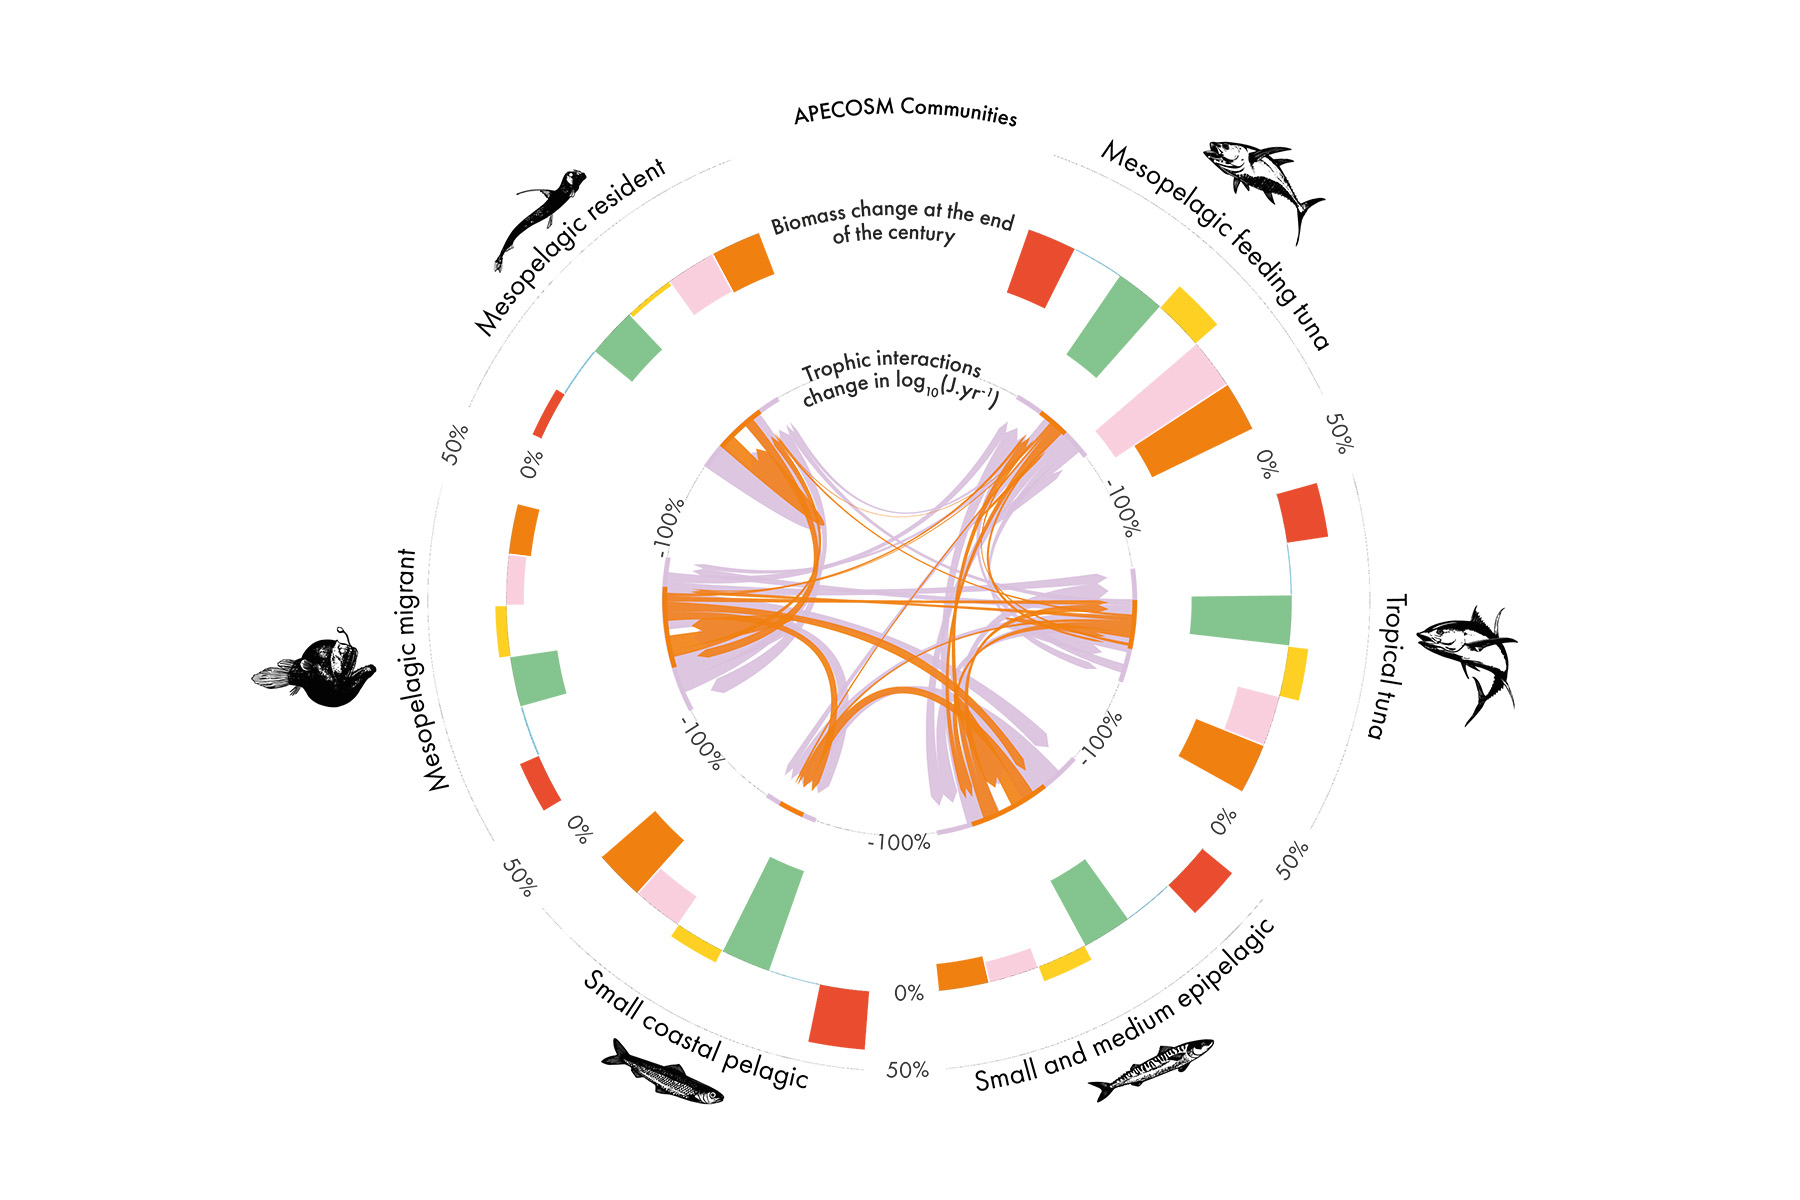 APECOSM Communities
Mesopelagic resident
Mesopelagic feeding tuna
Biomass change at the end
of the century
Trophic interactions
change in log10(J.yr-1)
50%
0%
-100%
50%
0%
-100%
Mesopelagic migrant
Tropical tuna
-100%
0%
50%
-100%
0%
50%
-100%
0%
50%
Small coastal pelagic
Small and medium epipelagic